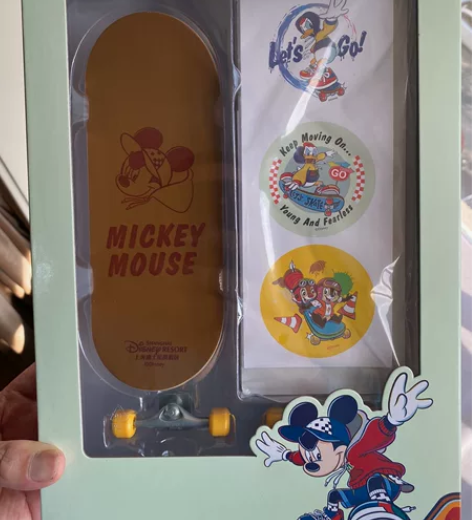 MICKEY
MOUSE
Disney RESORT
Let's Go!
Keep Moving On...
GO
Young And Fearless